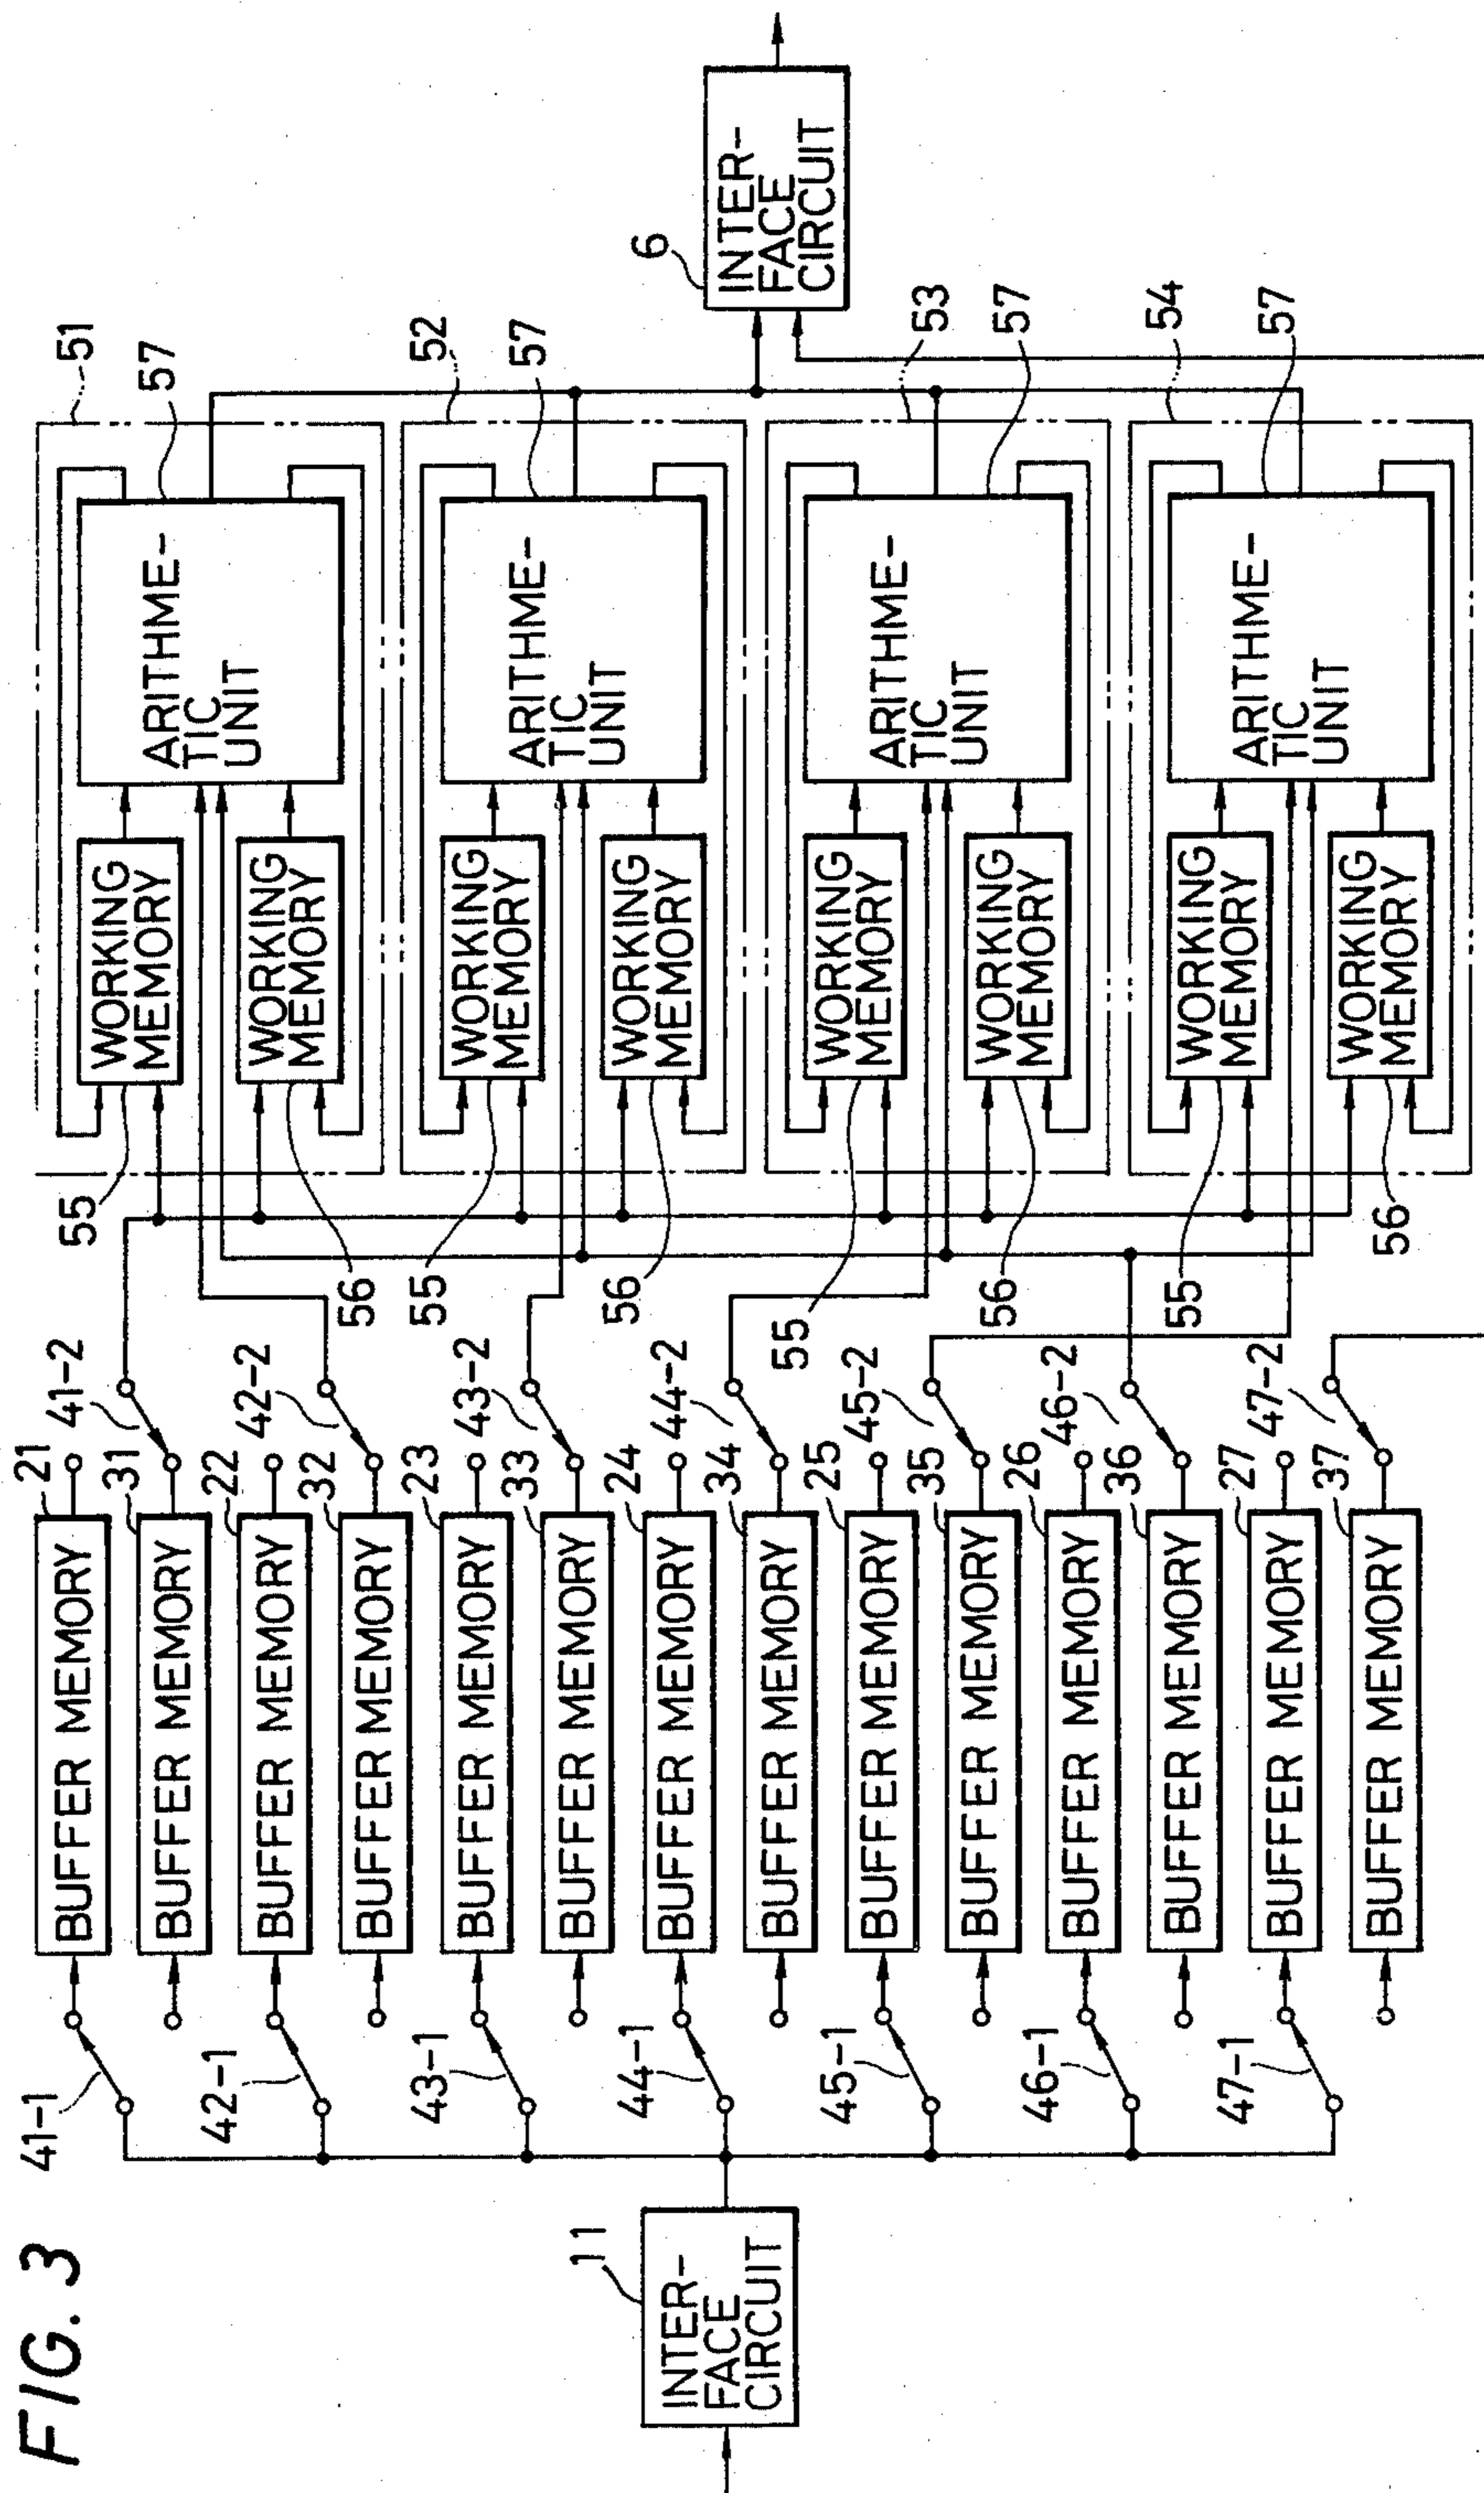 FIG. 3
11
INTER-
FACE
CIRCUIT
41-1
42-1
43-1
44-1
45-1
46-1
47-1
BUFFER MEMORY
21
BUFFER MEMORY
31
BUFFER MEMORY
22
BUFFER MEMORY
32
BUFFER MEMORY
23
BUFFER MEMORY
33
BUFFER MEMORY
24
BUFFER MEMORY
34
BUFFER MEMORY
25
BUFFER MEMORY
35
BUFFER MEMORY
26
BUFFER MEMORY
36
BUFFER MEMORY
27
BUFFER MEMORY
37
41-2
42-2
43-2
44-2
45-2
46-2
47-2
51
55
WORKING
MEMORY
56
WORKING
MEMORY
57
ARITHME-
TIC
UNIT
52
55
WORKING
MEMORY
56
WORKING
MEMORY
57
ARITHME-
TIC
UNIT
53
55
WORKING
MEMORY
56
WORKING
MEMORY
57
ARITHME-
TIC
UNIT
54
55
WORKING
MEMORY
56
WORKING
MEMORY
57
ARITHME-
TIC
UNIT
6
INTER-
FACE
CIRCUIT